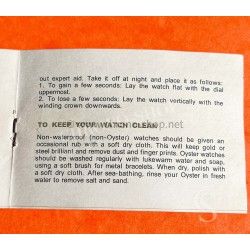 out expert aid. Take it off at night and place it as follows:
1. To gain a few seconds: Lay the watch flat with the dial
uppermost.
2. To lose a few seconds: Lay the watch vertically with the
winding crown downwards.
TO KEEP YOUR WATCH CLEAN
Non-waterproof (non-Oyster) watches should be given an
occasional rub with a soft dry cloth. This will keep gold or
steel brilliant and remove dust and finger prints. Oyster watches
should be washed regularly with lukewarm water and soap,
using a soft brush for metal bracelets. When dry, polish with
a soft dry cloth. After sea-bathing, rinse your Oyster in fresh
water to remove salt and sand.